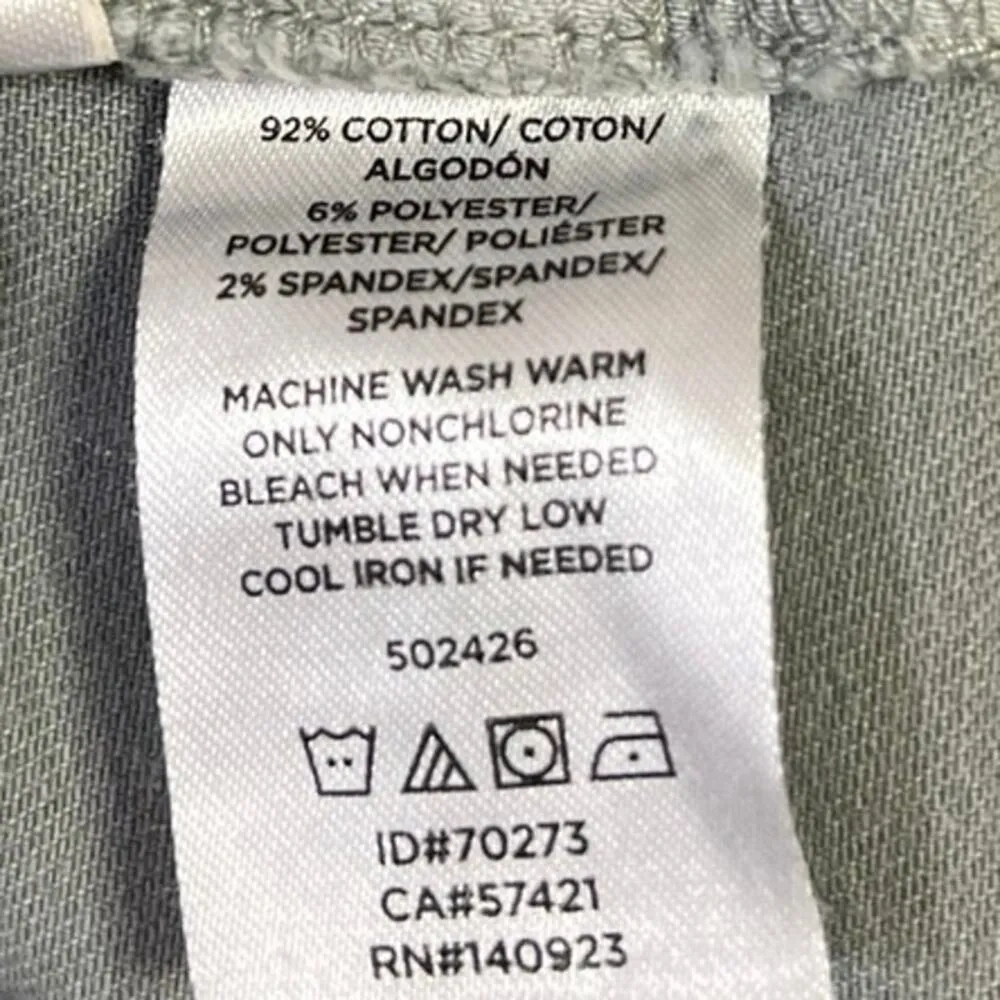 92% COTTON/ COTON/
ALGODÓN
6% POLYESTER/
POLYESTER/ POLIÉSTER
2% SPANDEX/SPANDEX/
SPANDEX
MACHINE WASH WARM
ONLY NONCHLORINE
BLEACH WHEN NEEDED
TUMBLE DRY LOW
COOL IRON IF NEEDED
502426
ID#70273
CA#57421
RN#140923